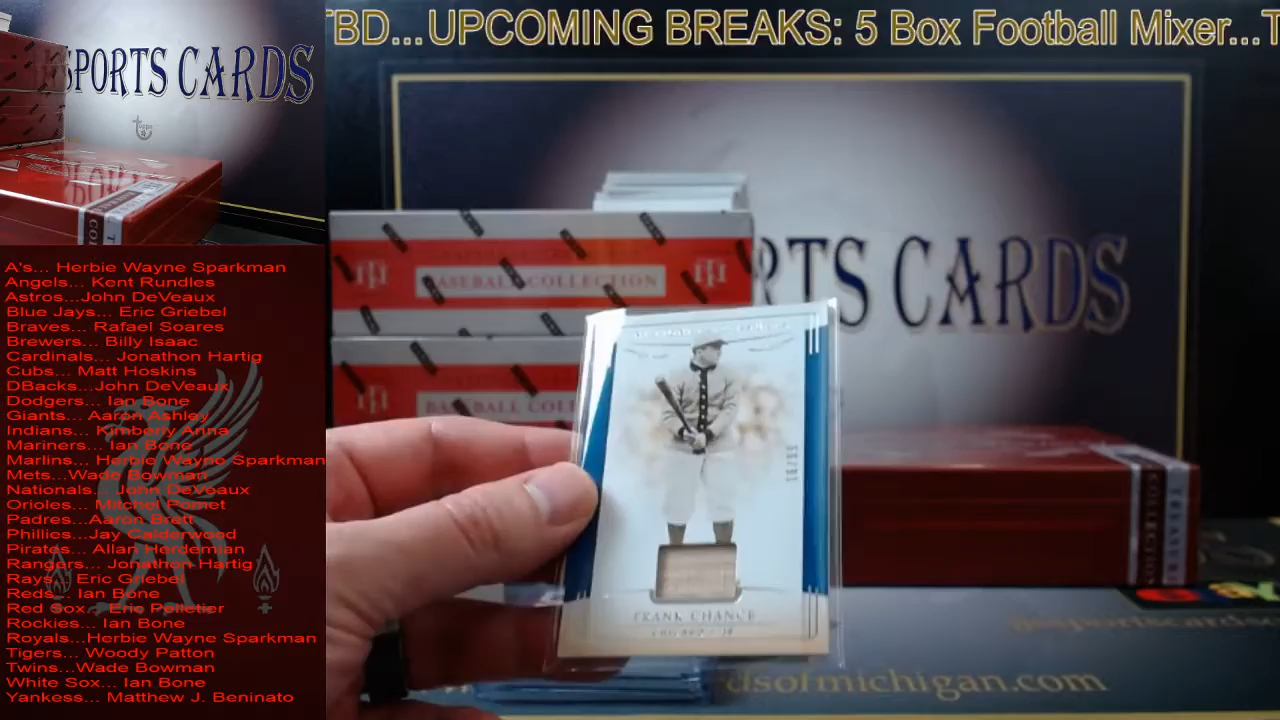 TBD...UPCOMING BREAKS: 5 Box Football Mixer...T
SPORTS CARDS
topps
A's... Herbie Wayne Sparkman
Angels... Kent Rundles
Astros...John DeVeaux
Blue Jays... Eric Griebel
Braves... Rafael Soares
Brewers... Billy Isaac
Cardinals... Jonathon Hartig
Cubs... Matt Hoskins
DBacks...John DeVeaux
Dodgers... Ian Bone
Giants... Aaron Ashley
Indians... Kimberly Anna
Mariners... Ian Bone
Marlins... Herbie Wayne Sparkman
Mets...Wade Bowman
Nationals... John DeVeaux
Orioles... Mitchel Pomet
Padres...Aaron Brett
Phillies...Jay Calderwood
Pirates... Allan Herdemian
Rangers... Jonathon Hartig
Rays... Eric Griebel
Reds... Ian Bone
Red Sox... Eric Pelletier
Rockies... Ian Bone
Royals...Herbie Wayne Sparkman
Tigers... Woody Patton
Twins...Wade Bowman
White Sox... Ian Bone
Yankess... Matthew J. Beninato
RTS CARDS
BASEBALL COLLECTION
BASEBALL COLL
FRANK CHANCE
dsofmichigan.com